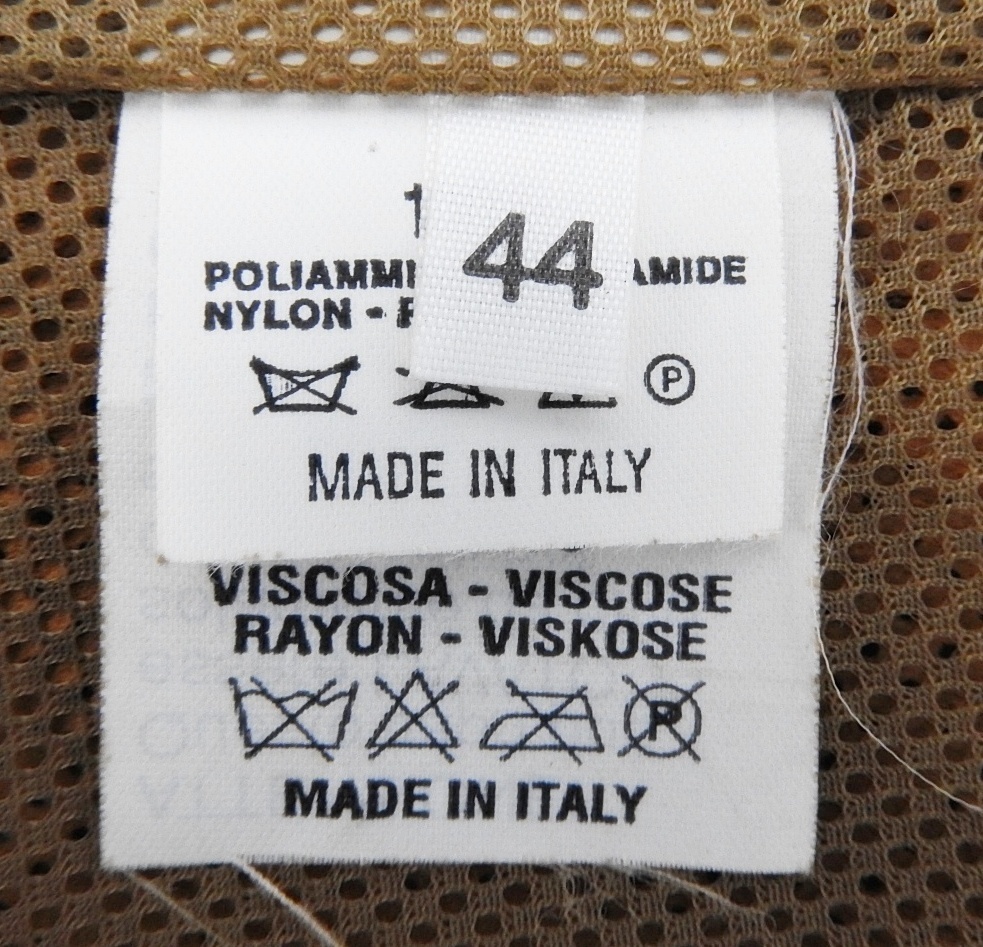 44
POLIAMMI AMIDE
NYLON -
P
MADE IN ITALY
VISCOSA - VISCOSE
RAYON - VISKOSE
P
MADE IN ITALY